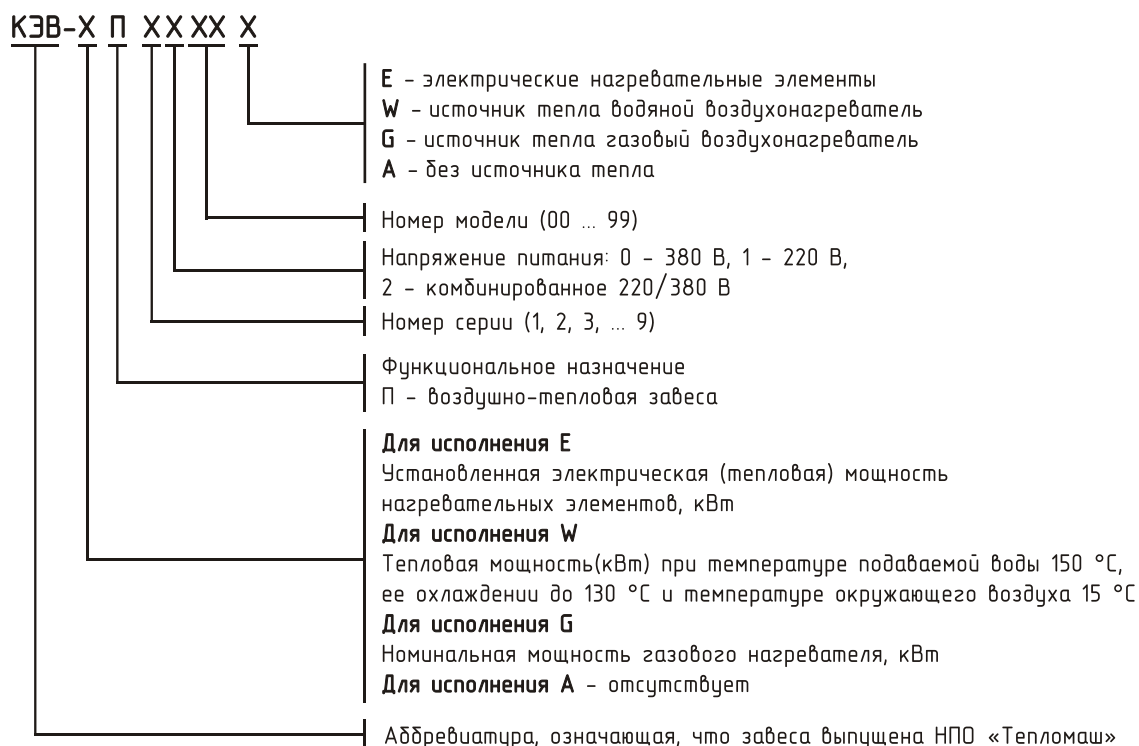 КЭВ-Х П Х Х ХХ Х
E – электрические нагревательные элементы
W – источник тепла водяной воздухонагреватель
G – источник тепла газовый воздухонагреватель
A – без источника тепла
Номер модели (00 ... 99)
Напряжение питания: 0 – 380 В, 1 – 220 В,
2 – комбинированное 220/380 В
Номер серии (1, 2, 3, ... 9)
Функциональное назначение
П – воздушно-тепловая завеса
Для исполнения E
Установленная электрическая (тепловая) мощность
нагревательных элементов, кВт
Для исполнения W
Тепловая мощность(кВт) при температуре подаваемой воды 150 °С,
ее охлаждении до 130 °С и температуре окружающего воздуха 15 °С
Для исполнения G
Номинальная мощность газового нагревателя, кВт
Для исполнения A – отсутствует
Аббревиатура, означающая, что завеса выпущена НПО «Тепломаш»